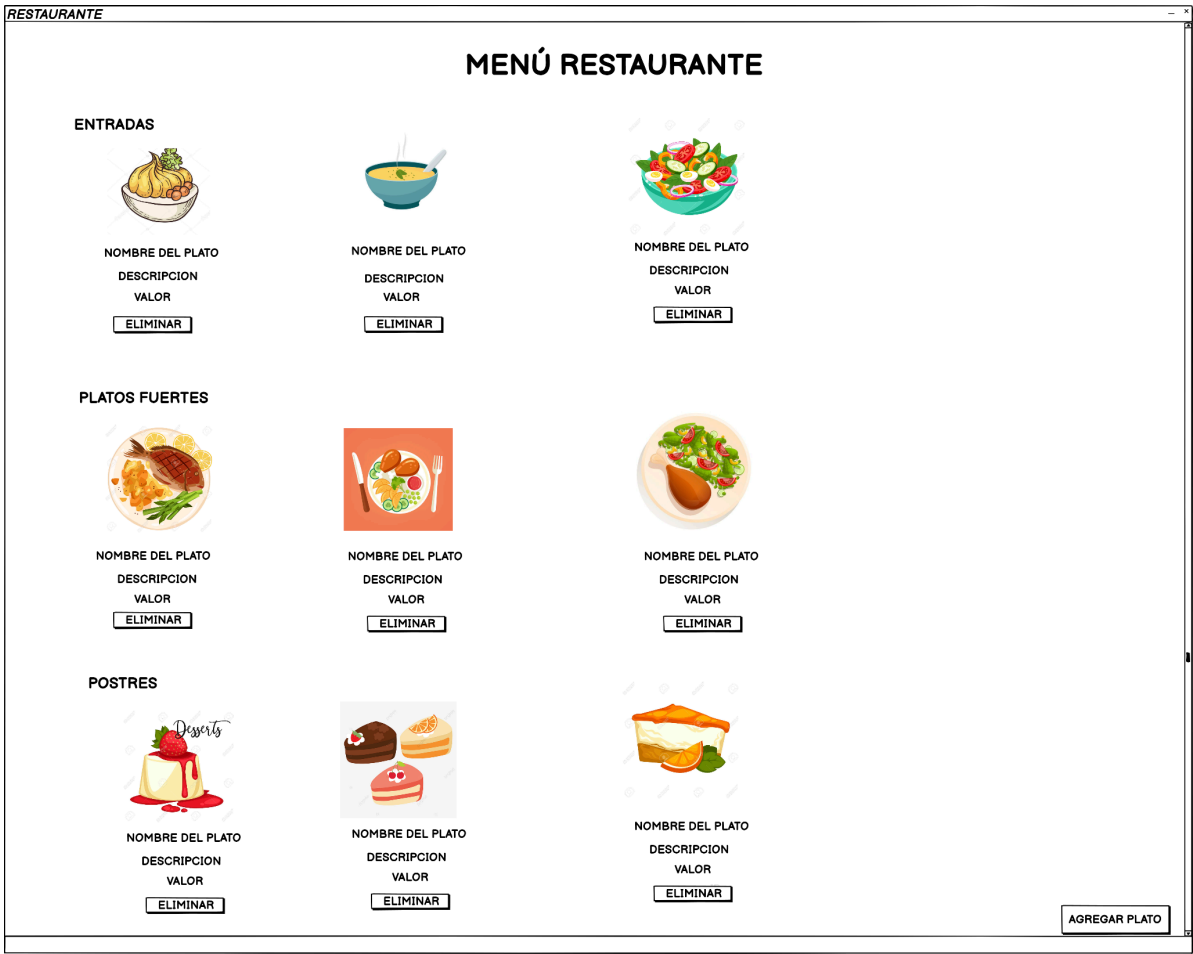 RESTAURANTE
MENÚ RESTAURANTE
ENTRADAS
NOMBRE DEL PLATO
DESCRIPCION
VALOR
ELIMINAR
NOMBRE DEL PLATO
DESCRIPCION
VALOR
ELIMINAR
NOMBRE DEL PLATO
DESCRIPCION
VALOR
ELIMINAR
PLATOS FUERTES
NOMBRE DEL PLATO
DESCRIPCION
VALOR
ELIMINAR
NOMBRE DEL PLATO
DESCRIPCION
VALOR
ELIMINAR
NOMBRE DEL PLATO
DESCRIPCION
VALOR
ELIMINAR
POSTRES
Desserts
NOMBRE DEL PLATO
DESCRIPCION
VALOR
ELIMINAR
NOMBRE DEL PLATO
DESCRIPCION
VALOR
ELIMINAR
NOMBRE DEL PLATO
DESCRIPCION
VALOR
ELIMINAR
AGREGAR PLATO